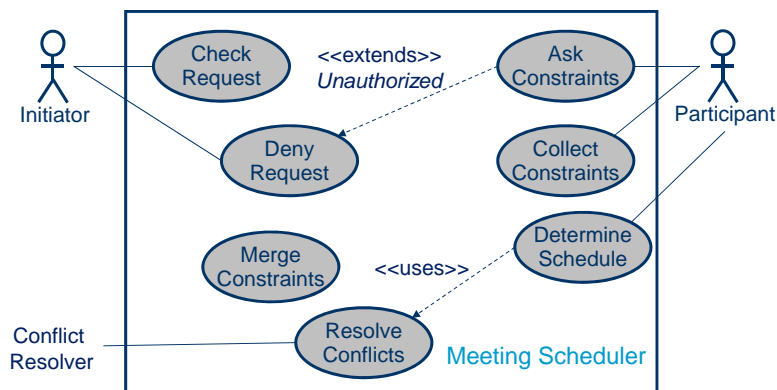 Check
Request
<<extends>>
Unauthorized
Ask
Constraints
Initiator
Participant
Deny
Request
Collect
Constraints
Merge
Constraints
<<uses>>
Determine
Schedule
Conflict
Resolver
Resolve
Conflicts
Meeting Scheduler